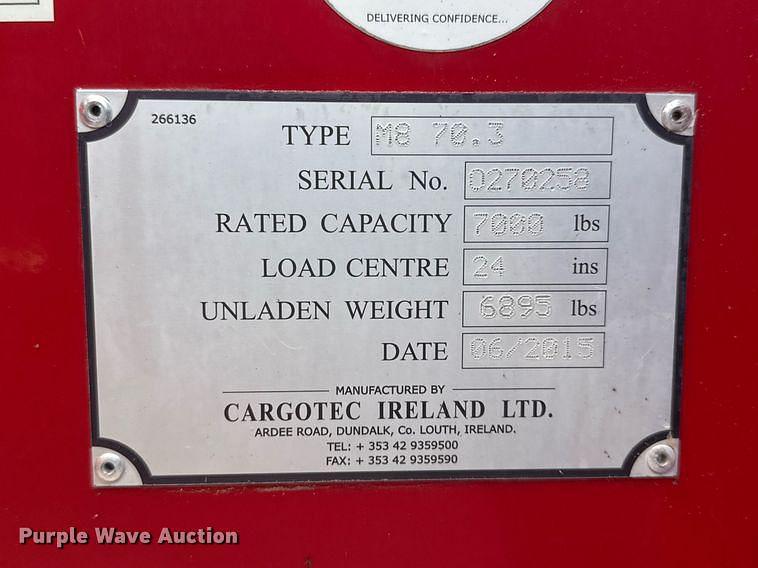 DELIVERING CONFIDENCE...
266136
TYPE M8 70.3
SERIAL No. 0270258
RATED CAPACITY 7000 lbs
LOAD CENTRE 24 ins
UNLADEN WEIGHT 6895 lbs
DATE 06/2015
MANUFACTURED BY
CARGOTEC IRELAND LTD.
ARDEE ROAD, DUNDALK, Co. LOUTH, IRELAND.
TEL: + 353 42 9359500
FAX: + 353 42 9359590
Purple Wave Auction